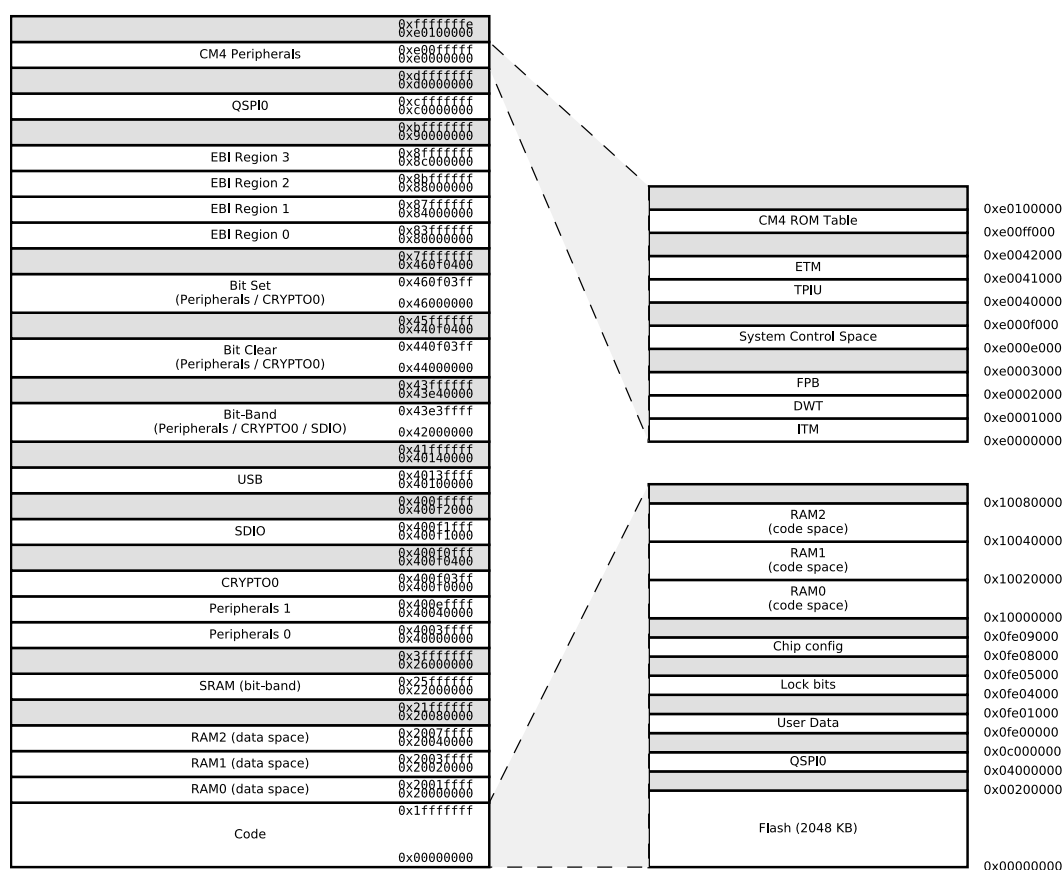 0xfffffffe
0xe0100000
CM4 Peripherals
0xe00fffff
0xe0000000
0xdfffffff
0xd0000000
QSPI0
0xcfffffff
0xc0000000
0xbfffffff
0x90000000
EBI Region 3
0x8fffffff
0x8c000000
EBI Region 2
0x8bffffff
0x88000000
EBI Region 1
0x87ffffff
0x84000000
EBI Region 0
0x83ffffff
0x80000000
0x7fffffff
0x460f0400
Bit Set
(Peripherals / CRYPTO0)
0x460f03ff
0x46000000
0x45ffffff
0x440f0400
Bit Clear
(Peripherals / CRYPTO0)
0x440f03ff
0x44000000
0x43ffffff
0x43e40000
Bit-Band
(Peripherals / CRYPTO0 / SDIO)
0x43e3ffff
0x42000000
0x41ffffff
0x40140000
USB
0x4013ffff
0x40100000
0x400fffff
0x400f2000
SDIO
0x400f1fff
0x400f1000
0x400f0fff
0x400f0400
CRYPTO0
0x400f03ff
0x400f0000
Peripherals 1
0x400effff
0x40040000
Peripherals 0
0x4003ffff
0x40000000
0x3fffffff
0x26000000
SRAM (bit-band)
0x25ffffff
0x22000000
0x21ffffff
0x20080000
RAM2 (data space)
0x2007ffff
0x20040000
RAM1 (data space)
0x2003ffff
0x20020000
RAM0 (data space)
0x2001ffff
0x20000000
Code
0x1fffffff
0x00000000
0xe0100000
CM4 ROM Table
0xe00ff000
0xe0042000
ETM
0xe0041000
TPIU
0xe0040000
0xe000f000
System Control Space
0xe000e000
0xe0003000
FPB
0xe0002000
DWT
0xe0001000
ITM
0xe0000000
0x10080000
RAM2
(code space)
0x10040000
RAM1
(code space)
0x10020000
RAM0
(code space)
0x10000000
0x0fe09000
Chip config
0x0fe08000
0x0fe05000
Lock bits
0x0fe04000
0x0fe01000
User Data
0x0fe00000
0x0c000000
QSPI0
0x04000000
0x00200000
Flash (2048 KB)
0x00000000